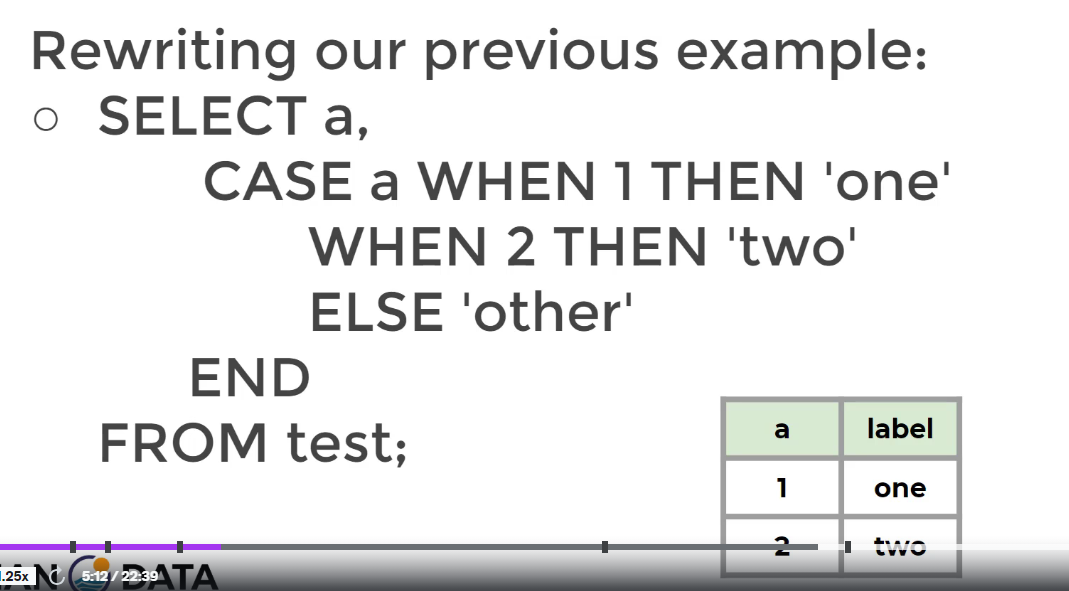 Rewriting our previous example:
○ SELECT a,
CASE a WHEN 1 THEN 'one'
WHEN 2 THEN 'two'
ELSE 'other'
END
FROM test;
a label
1 one
2 two
.25x 5:12 / 22:39
AN DATA